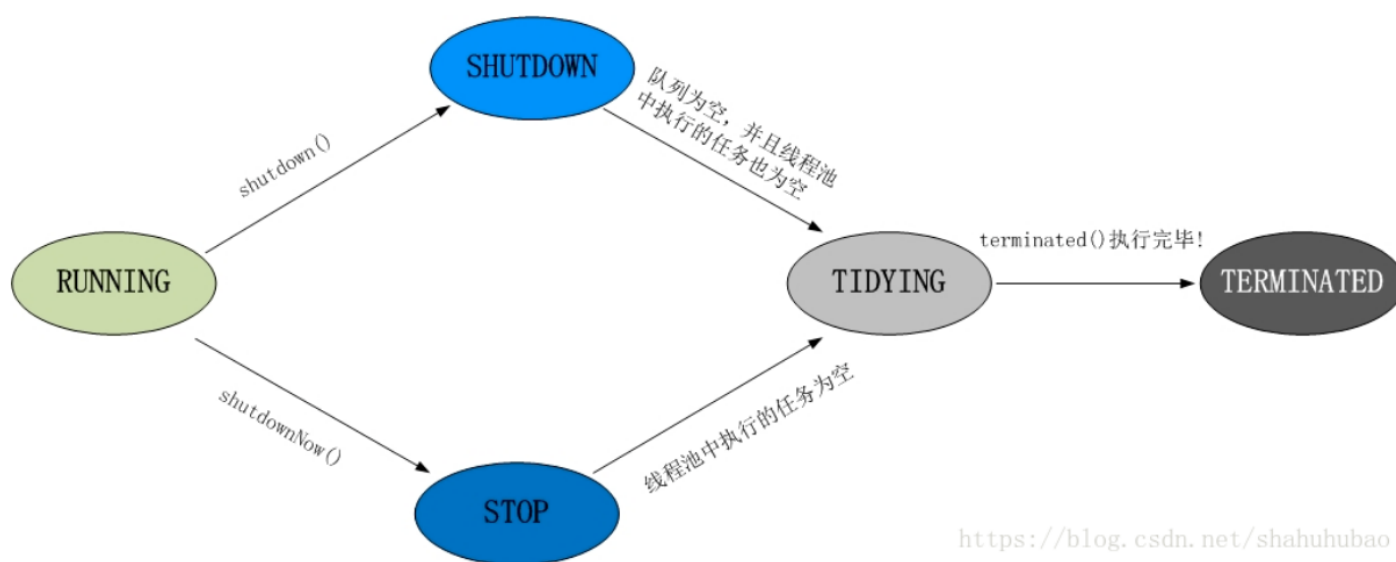 SHUTDOWN
队列为空，并且线程池
中执行的任务也为空
shutdown()
RUNNING
TIDYING
terminated()执行完毕!
TERMINATED
shutdownNow()
线程池中执行的任务为空
STOP
https://blog.csdn.net/shahuhubao